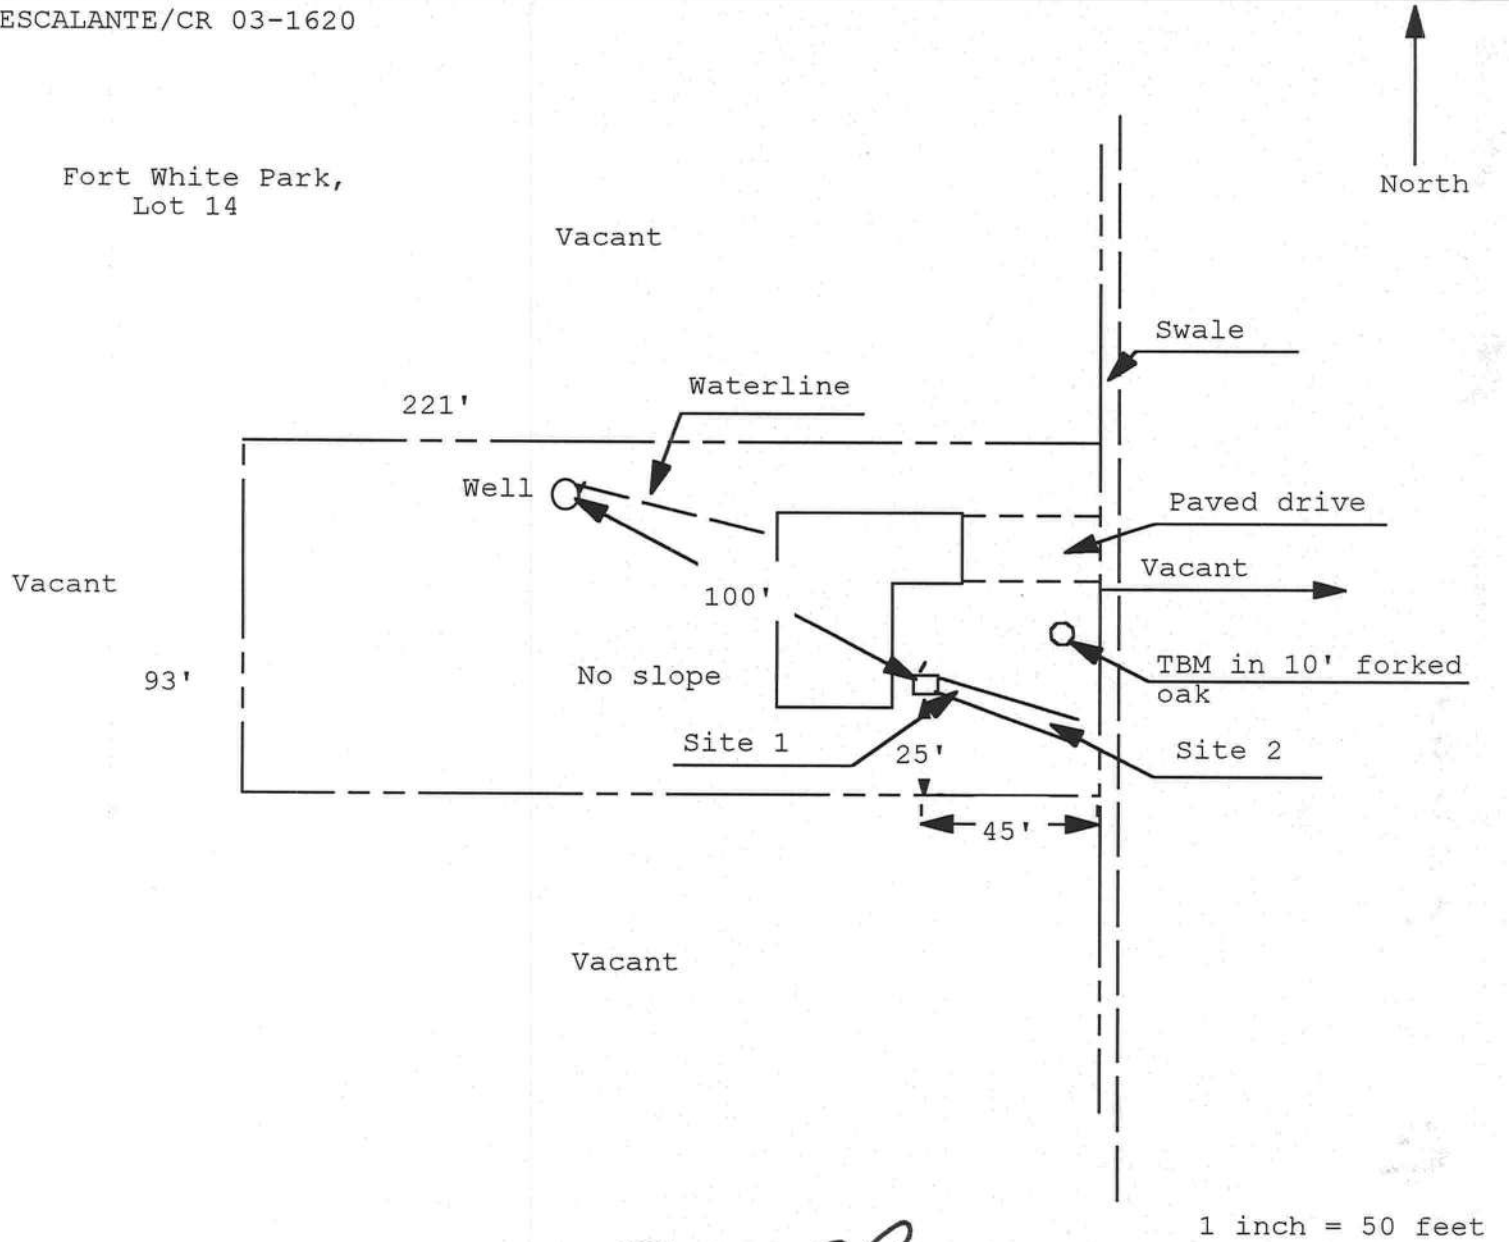 ESCALANTE/CR 03-1620
North
Fort White Park,
Lot 14
Vacant
Swale
Waterline
221'
Well
Paved drive
Vacant
Vacant
100'
TBM in 10' forked
oak
93'
No slope
Site 1
25'
Site 2
45'
Vacant
1 inch = 50 feet